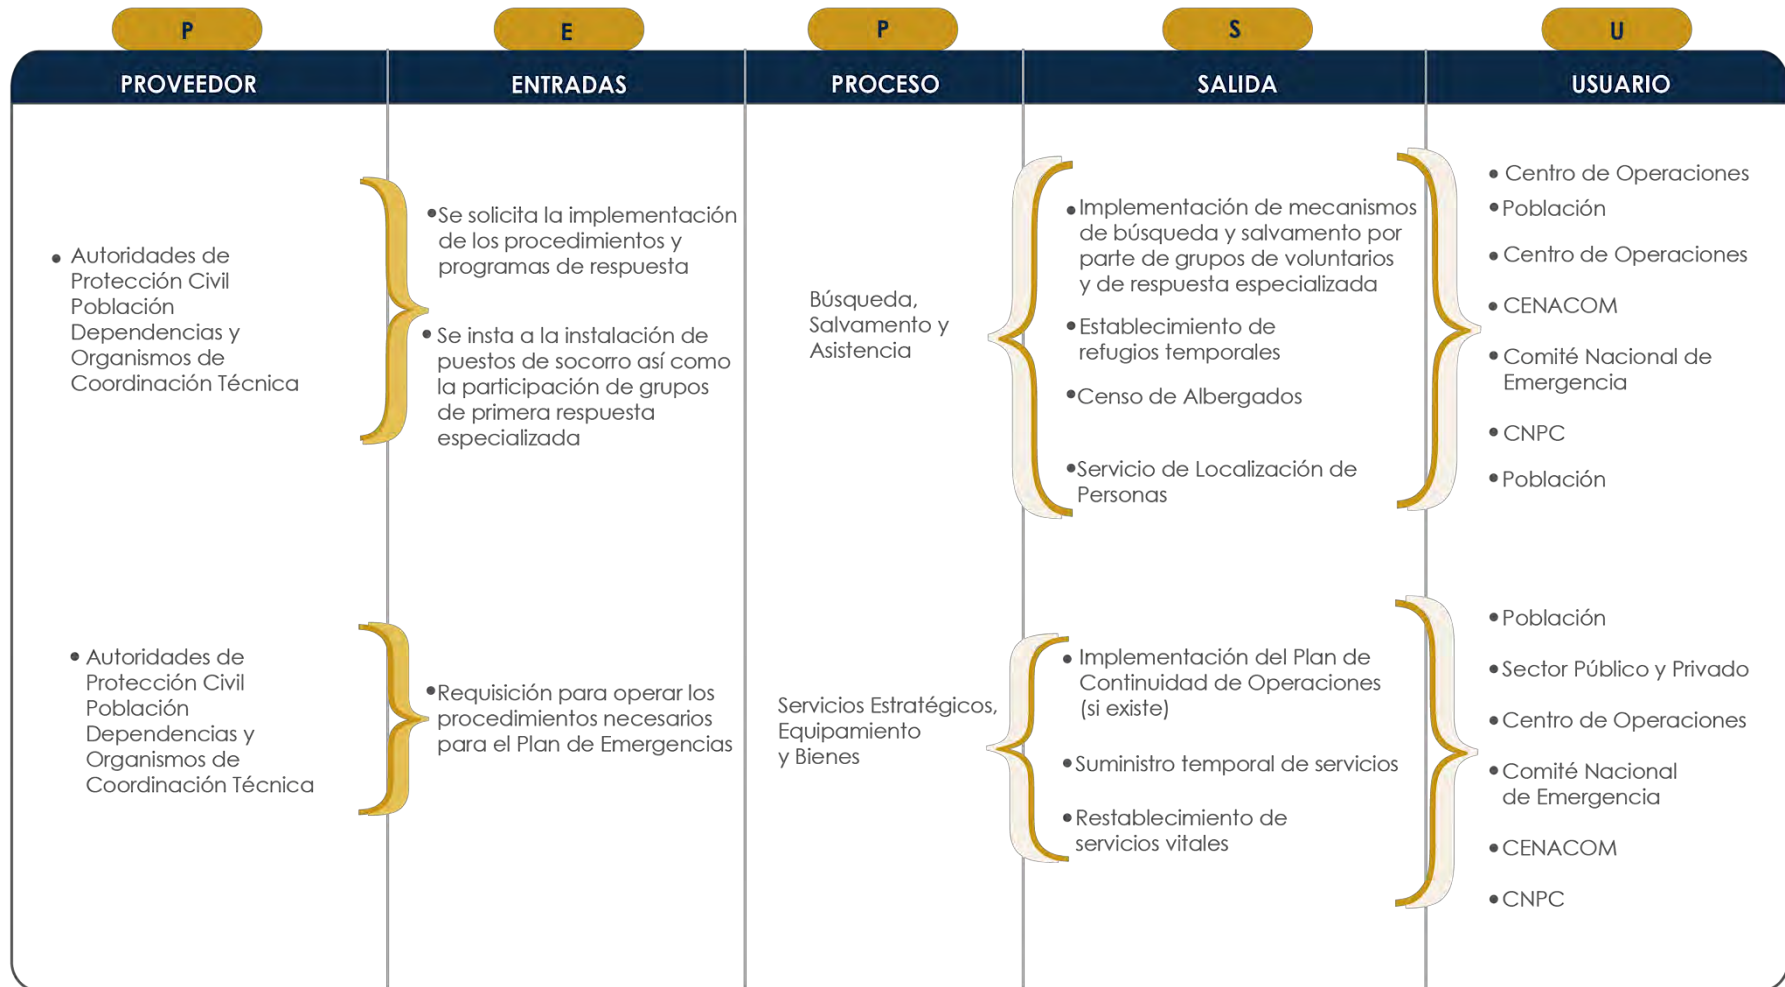 P
E
P
S
U
PROVEEDOR
ENTRADAS
PROCESO
SALIDA
USUARIO
• Autoridades de
Protección Civil
Población
Dependencias y
Organismos de
Coordinación Técnica
•Se solicita la implementación
de los procedimientos y
programas de respuesta
• Se insta a la instalación de
puestos de socorro así como
la participación de grupos
de primera respuesta
especializada
Búsqueda,
Salvamento y
Asistencia
•Implementación de mecanismos
de búsqueda y salvamento por
parte de grupos de voluntarios
y de respuesta especializada
•Establecimiento de
refugios temporales
•Censo de Albergados
•Servicio de Localización de
Personas
• Centro de Operaciones
•Población
•Centro de Operaciones
•CENACOM
•Comité Nacional de
Emergencia
•CNPC
•Población
• Autoridades de
Protección Civil
Población
Dependencias y
Organismos de
Coordinación Técnica
•Requisición para operar los
procedimientos necesarios
para el Plan de Emergencias
Servicios Estratégicos,
Equipamiento
y Bienes
• Implementación del Plan de
Continuidad de Operaciones
(si existe)
•Suministro temporal de servicios
•Restablecimiento de
servicios vitales
•Población
•Sector Público y Privado
•Centro de Operaciones
•Comité Nacional
de Emergencia
•CENACOM
•CNPC